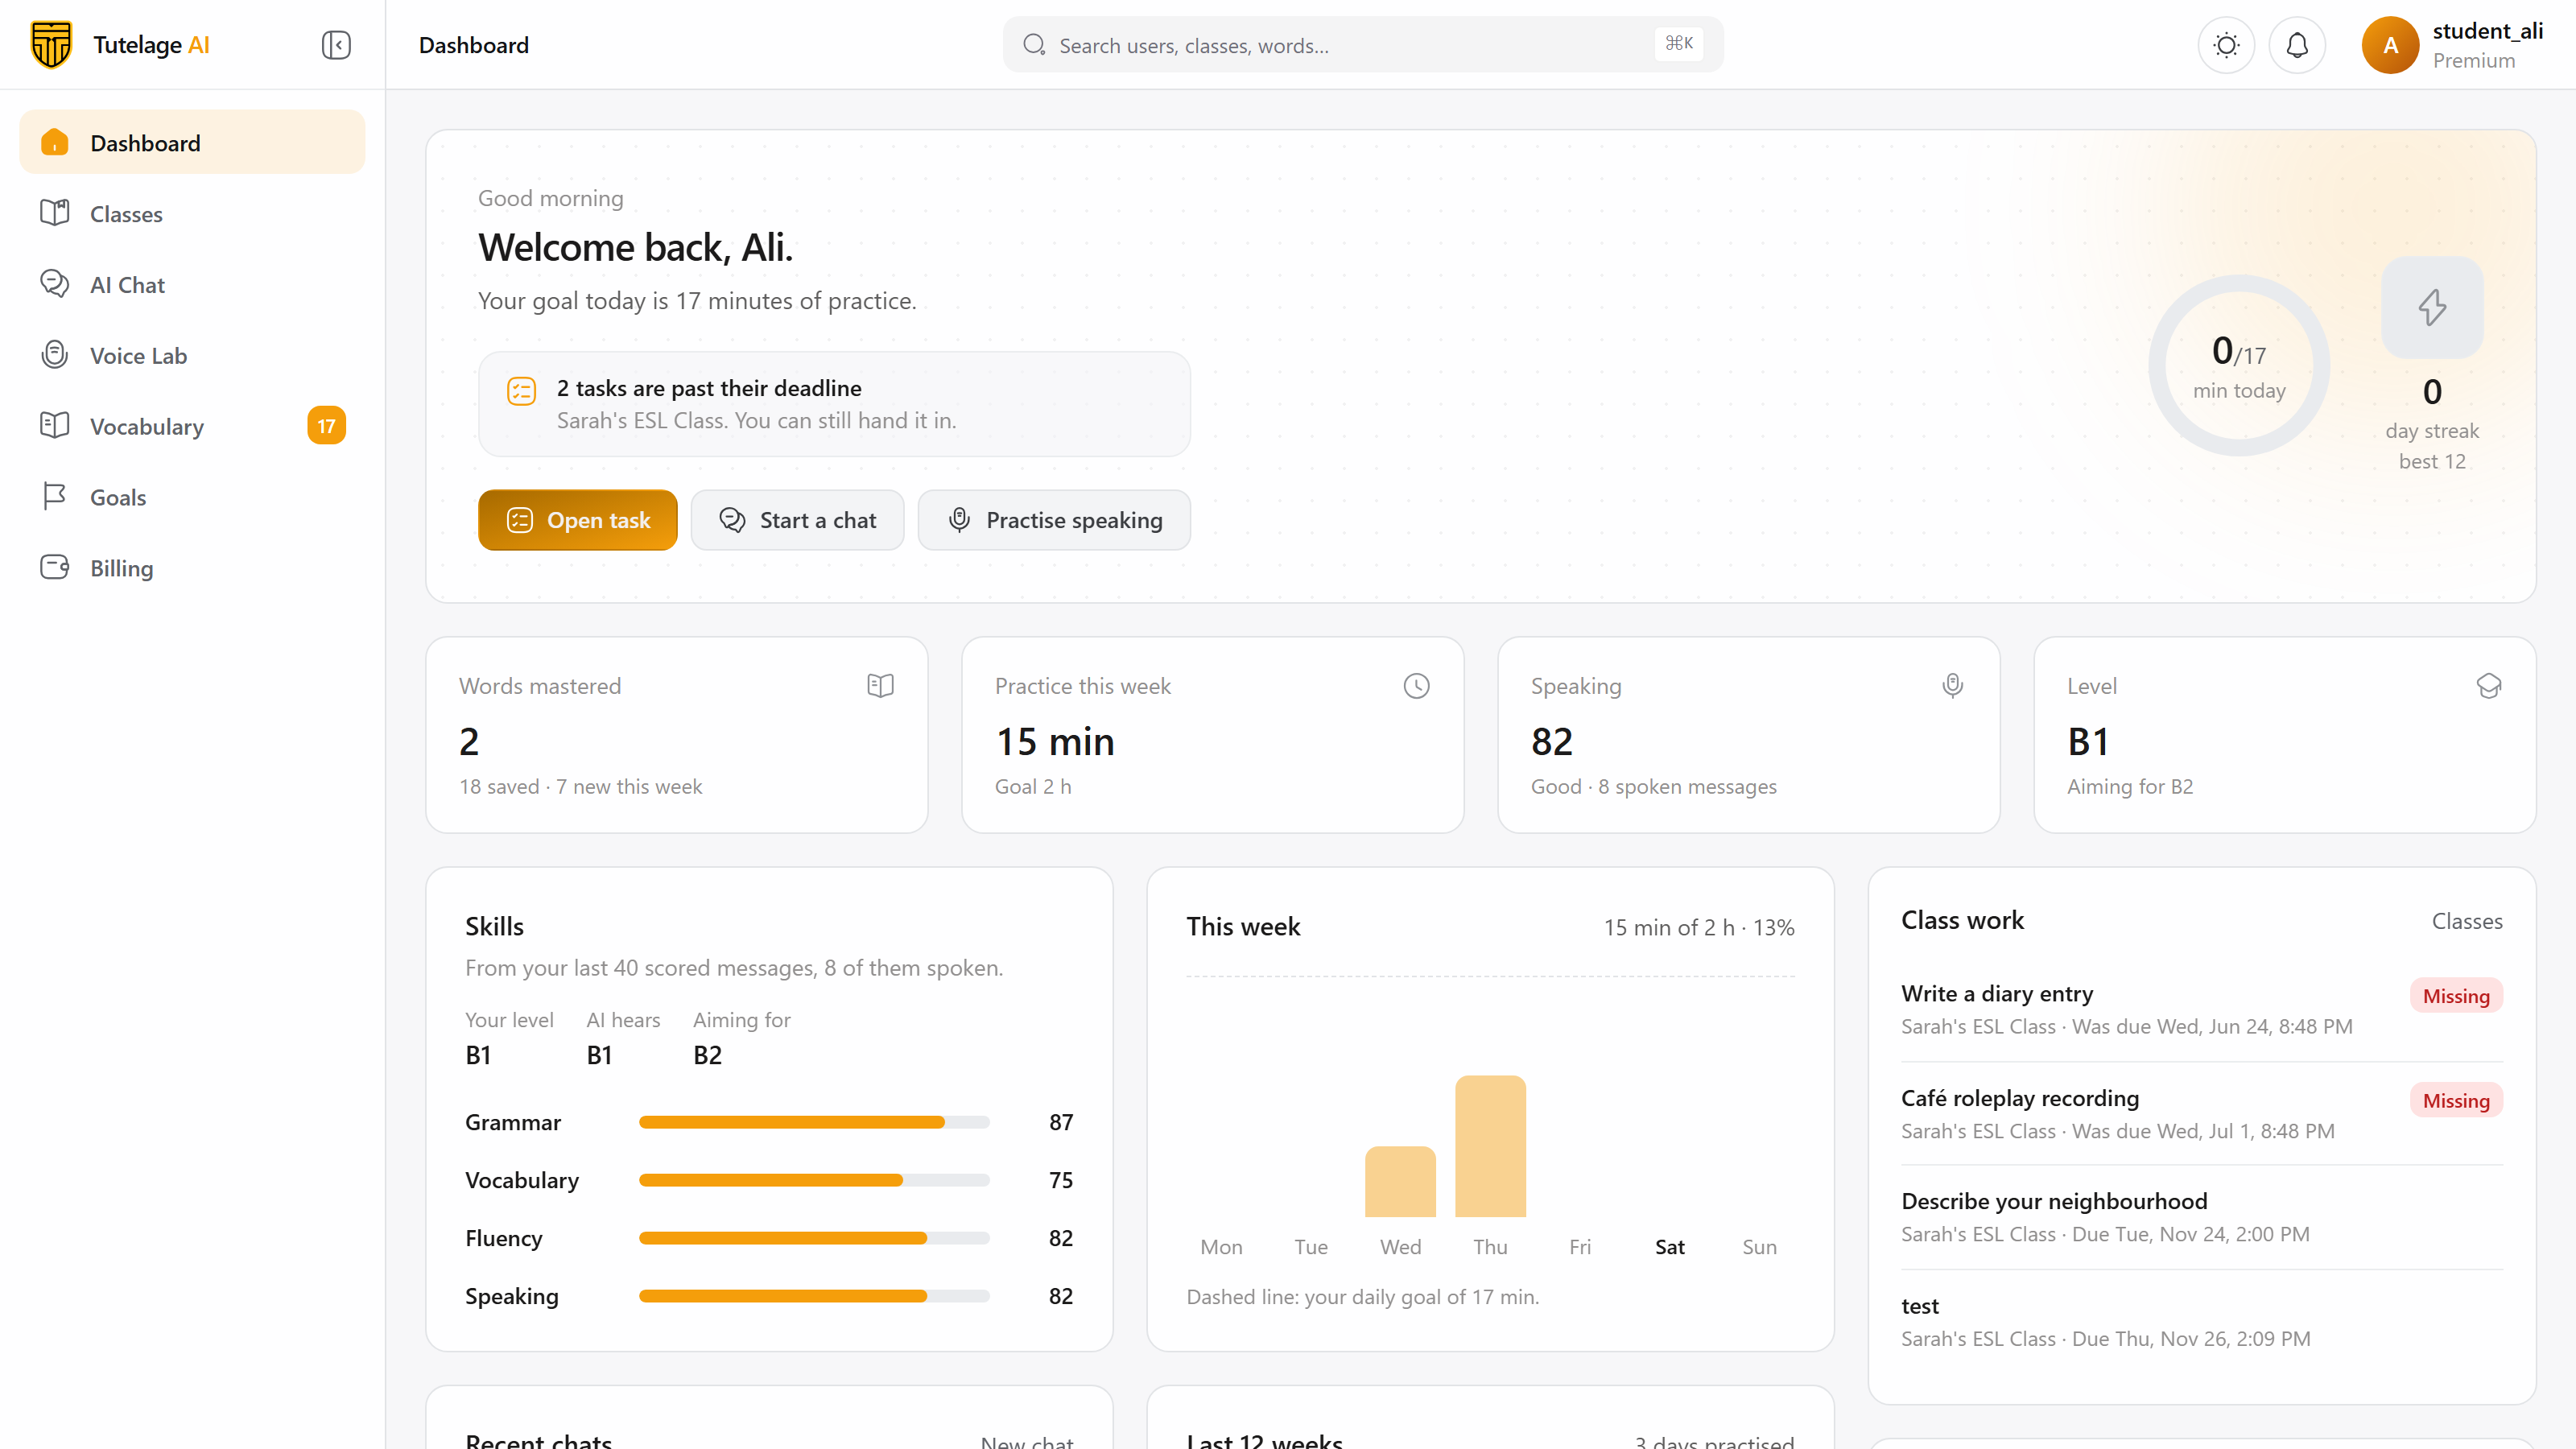 Tutelage AI
Dashboard
Search users, classes, words...
⌘K
A
student_ali
Premium
Dashboard
Classes
AI Chat
Voice Lab
Vocabulary
17
Goals
Billing
Good morning
Welcome back, Ali.
Your goal today is 17 minutes of practice.
2 tasks are past their deadline
Sarah's ESL Class. You can still hand it in.
Open task
Start a chat
Practise speaking
0/17
min today
0
day streak
best 12
Words mastered
2
18 saved · 7 new this week
Practice this week
15 min
Goal 2 h
Speaking
82
Good · 8 spoken messages
Level
B1
Aiming for B2
Skills
From your last 40 scored messages, 8 of them spoken.
Your level
B1
AI hears
B1
Aiming for
B2
Grammar 87
Vocabulary 75
Fluency 82
Speaking 82
This week
15 min of 2 h · 13%
Mon Tue Wed Thu Fri Sat Sun
Dashed line: your daily goal of 17 min.
Class work
Classes
Write a diary entry
Missing
Sarah's ESL Class · Was due Wed, Jun 24, 8:48 PM
Café roleplay recording
Missing
Sarah's ESL Class · Was due Wed, Jul 1, 8:48 PM
Describe your neighbourhood
Sarah's ESL Class · Due Tue, Nov 24, 2:00 PM
test
Sarah's ESL Class · Due Thu, Nov 26, 2:09 PM
Recent chats
New chat
Last 12 weeks
3 days practised